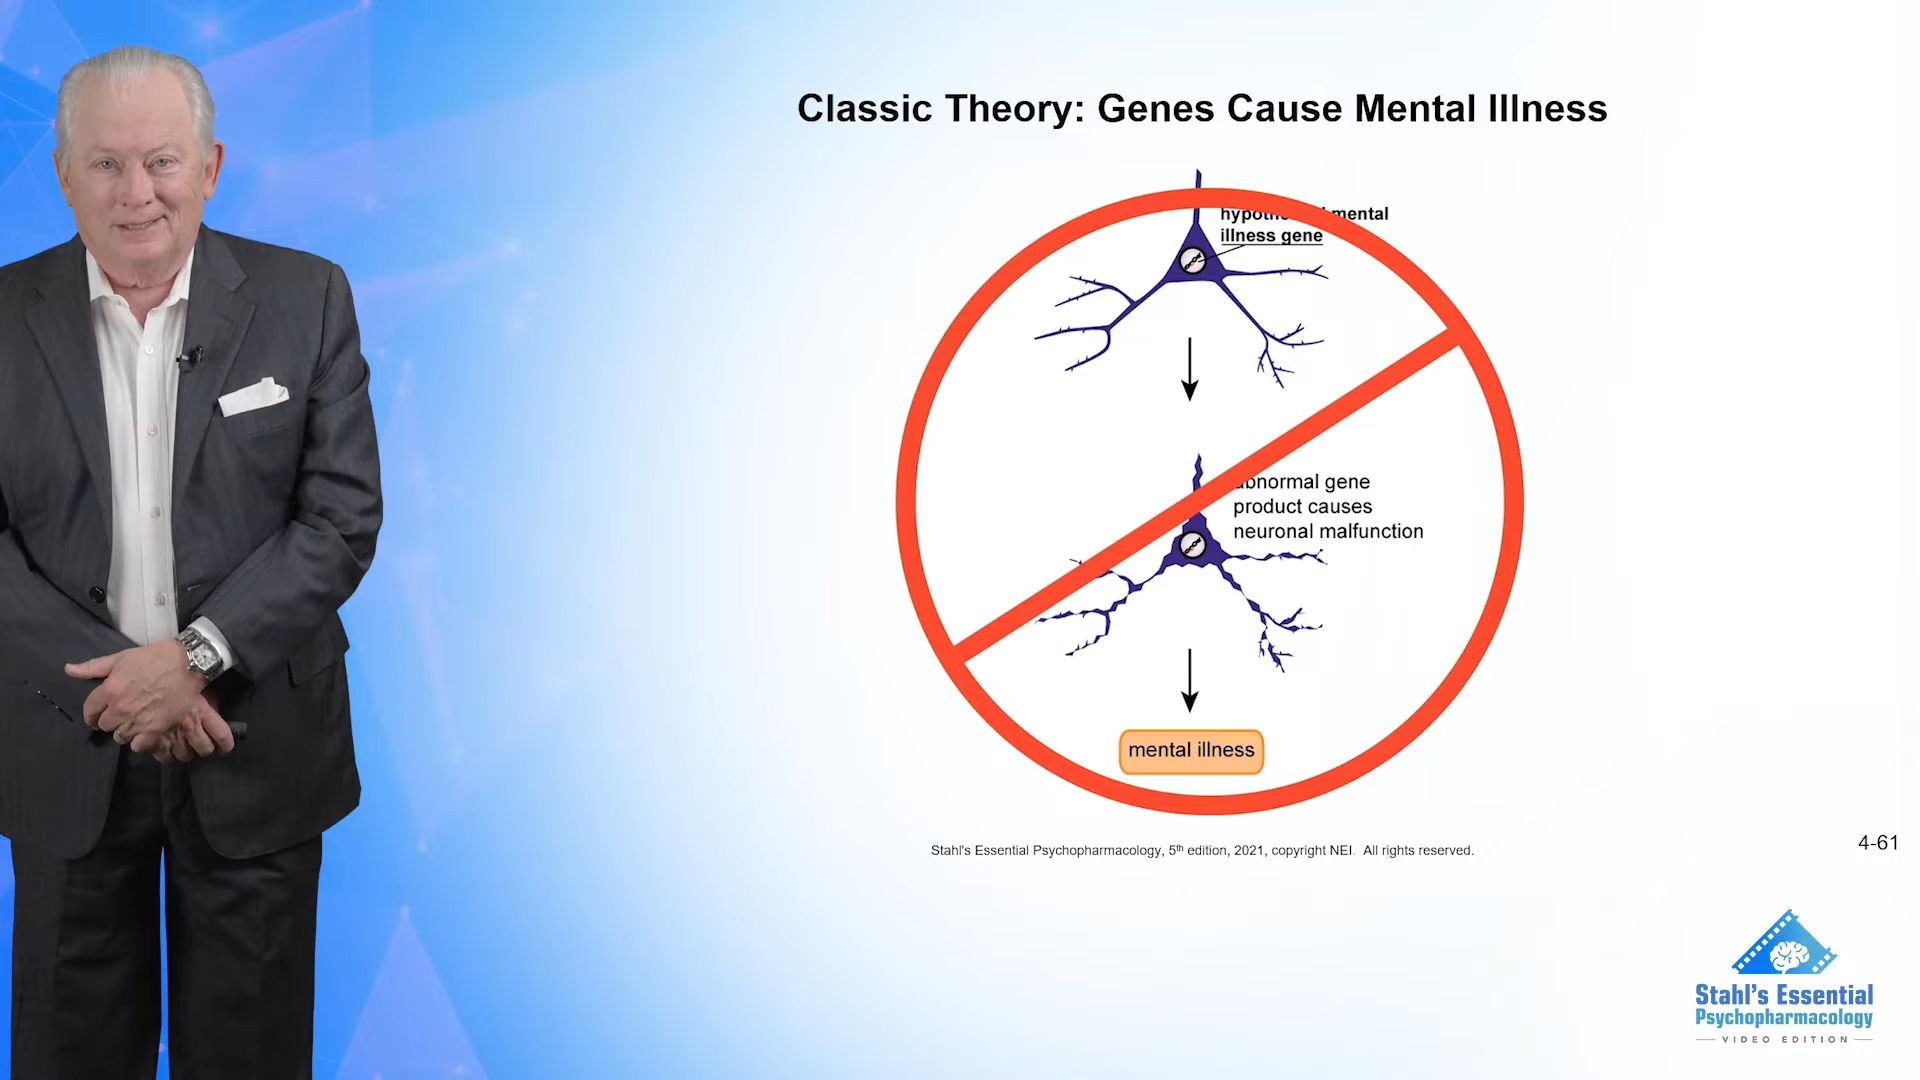 Classic Theory: Genes Cause Mental Illness
mental
illness gene
abnormal gene
product causes
neuronal malfunction
mental illness
Stahl's Essential Psychopharmacology, 5th edition, 2021, copyright NEI. All rights reserved.
4-61
Stahl's Essential
Psychopharmacology
VIDEO EDITION